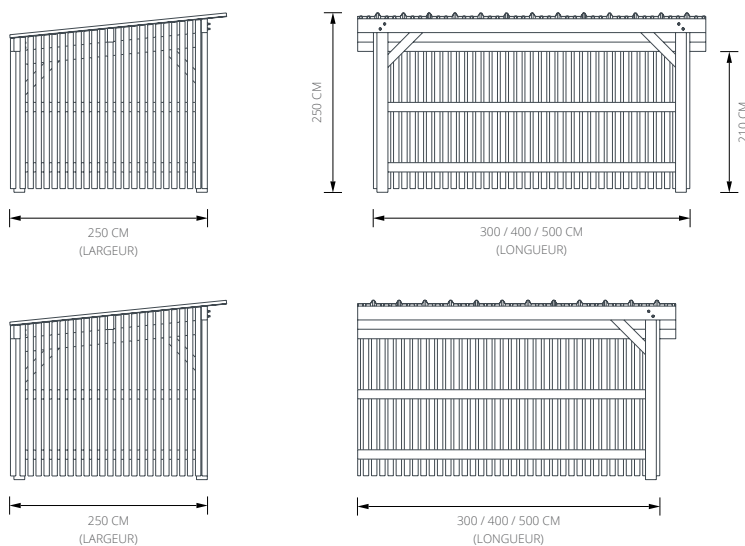 250 CM
210 CM
250 CM
(LARGEUR)
300 / 400 / 500 CM
(LONGUEUR)
250 CM
(LARGEUR)
300 / 400 / 500 CM
(LONGUEUR)